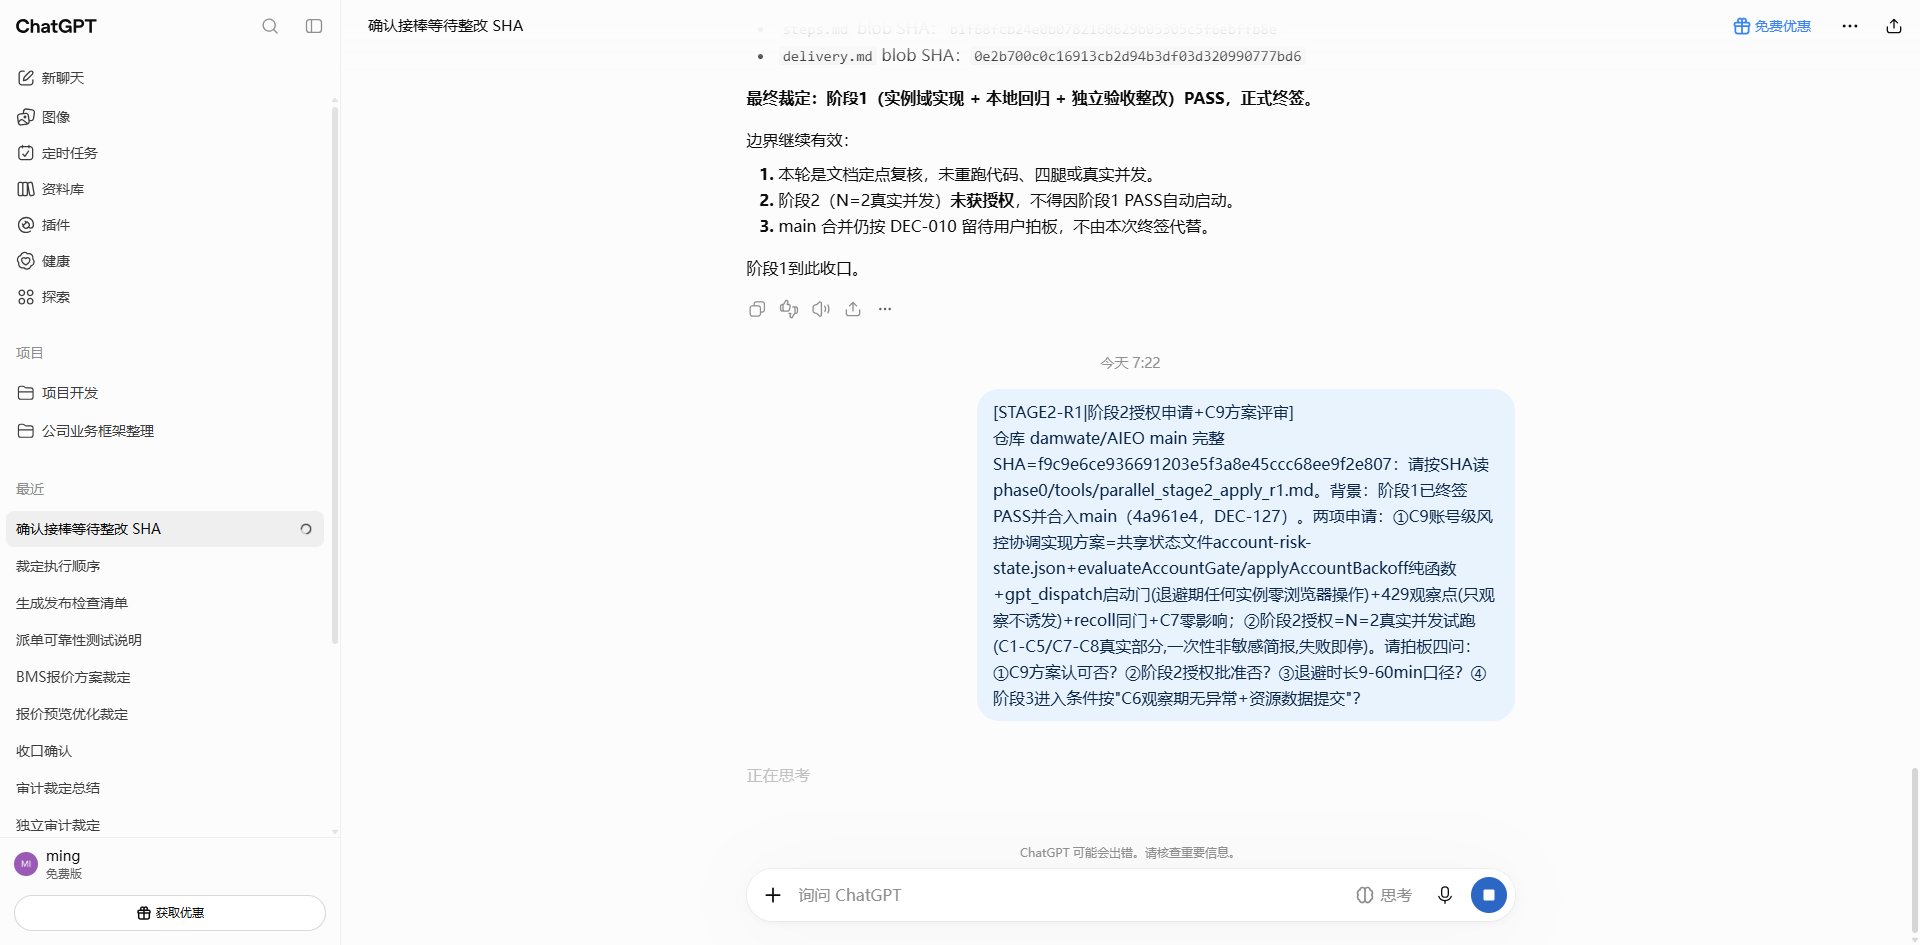 ChatGPT
新聊天
图像
定时任务
资料库
插件
健康
探索
项目
项目开发
公司业务框架整理
最近
确认接棒等待整改 SHA
裁定执行顺序
生成发布检查清单
派单可靠性测试说明
BMS报价方案裁定
报价预览优化裁定
收口确认
审计裁定总结
独立审计裁定
MI
ming
免费版
获取优惠
确认接棒等待整改 SHA
免费优惠
steps.md blob SHA：
delivery.md blob SHA： 0e2b700c0c16913cb2d94b3df03d320990777bd6
最终裁定：阶段1（实例域实现 + 本地回归 + 独立验收整改）PASS，正式终签。
边界继续有效：
1. 本轮是文档定点复核，未重跑代码、四腿或真实并发。
2. 阶段2（N=2真实并发）未获授权，不得因阶段1 PASS自动启动。
3. main 合并仍按 DEC-010 留待用户拍板，不由本次终签代替。
阶段1到此收口。
今天 7:22
[STAGE2-R1|阶段2授权申请+C9方案评审]
仓库 damwate/AIEO main 完整
SHA=f9c9e6ce936691203e5f3a8e45ccc68ee9f2e807：请按SHA读
phase0/tools/parallel_stage2_apply_r1.md。背景：阶段1已终签
PASS并合入main（4a961e4，DEC-127）。两项申请：①C9账号级风
控协调实现方案=共享状态文件account-risk-
state.json+evaluateAccountGate/applyAccountBackoff纯函数
+gpt_dispatch启动门(退避期任何实例零浏览器操作)+429观察点(只观
察不诱发)+recoll同门+C7零影响；②阶段2授权=N=2真实并发试跑
(C1-C5/C7-C8真实部分,一次性非敏感简报,失败即停)。请拍板四问：
①C9方案认可否？②阶段2授权批准否？③退避时长9-60min口径？④
阶段3进入条件按"C6观察期无异常+资源数据提交"？
正在思考
ChatGPT 可能会出错。请核查重要信息。
询问 ChatGPT
思考